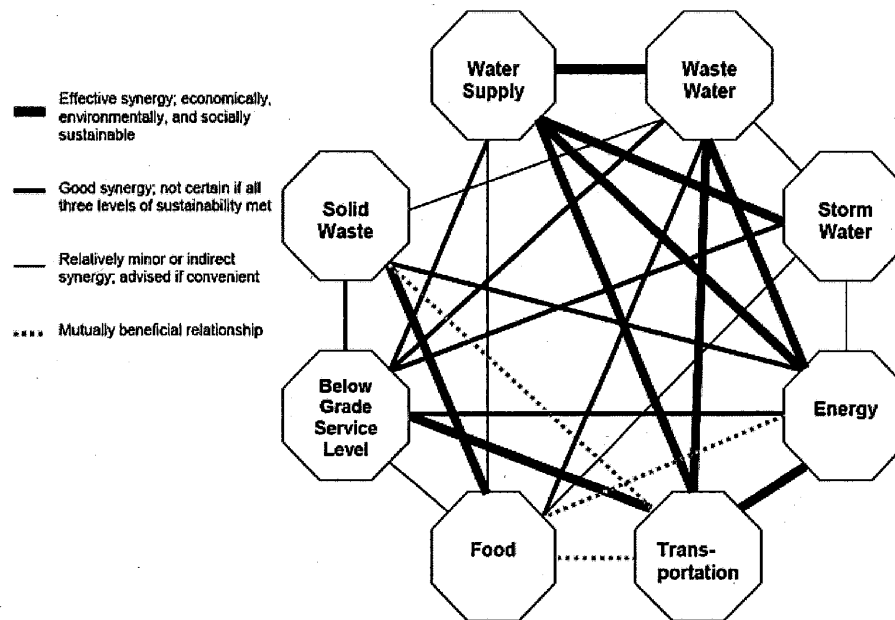 Effective synergy; economically,
environmentally, and socially
sustainable
Good synergy; not certain if all
three levels of sustainability met
Relatively minor or indirect
synergy; advised if convenient
Mutually beneficial relationship
Water
Supply
Waste
Water
Solid
Waste
Storm
Water
Below
Grade
Service
Level
Energy
Food
Trans-
portation